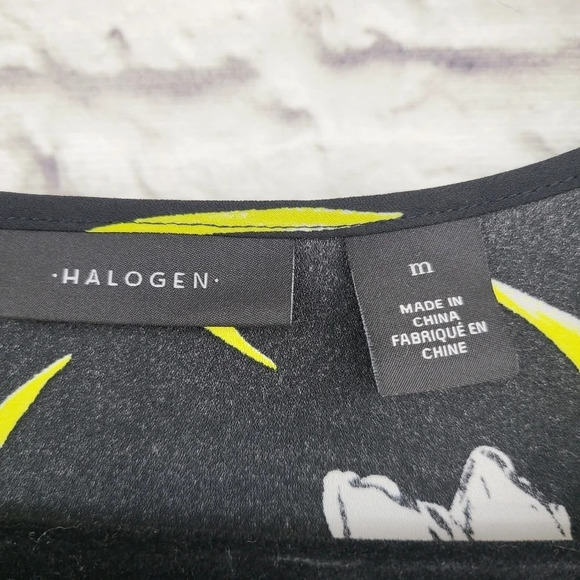 ·HALOGEN·
m
MADE IN
CHINA
FABRIQUÉ EN
CHINE